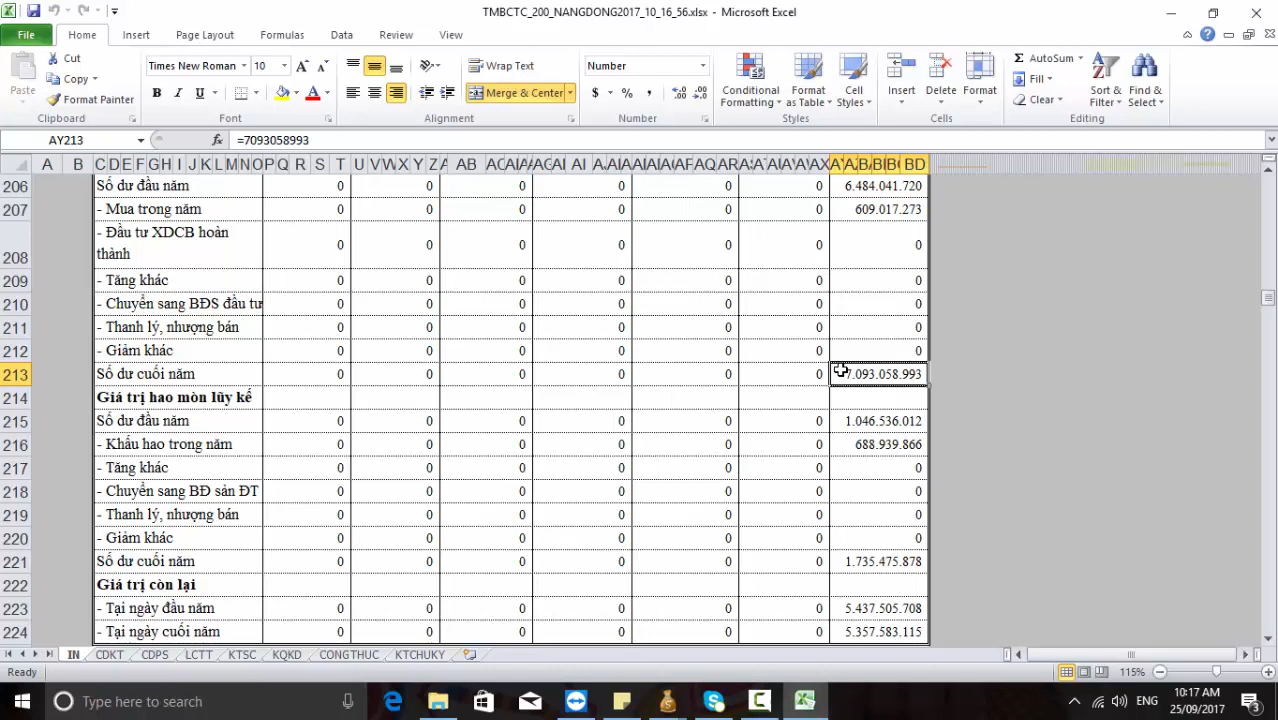 TMBCTC_200_NANGDONG2017_10_16_56.xlsx - Microsoft Excel
File Home Insert Page Layout Formulas Data Review View
Paste Cut Copy Format Painter Clipboard
Times New Roman 10 A A B I U A Font
Wrap Text Merge & Center Alignment
Number $ % , Number
Conditional Formatting Format as Table Cell Styles Styles
Insert Delete Format Cells
AutoSum Fill Clear Sort & Filter Find & Select Editing
AY213 fx =7093058993
206 Số dư đầu năm 0 0 0 0 0 0 6.484.041.720
207 - Mua trong năm 0 0 0 0 0 0 609.017.273
208 - Đầu tư XDCB hoàn
thành 0 0 0 0 0 0 0
209 - Tăng khác 0 0 0 0 0 0 0
210 - Chuyển sang BĐS đầu tư 0 0 0 0 0 0 0
211 - Thanh lý, nhượng bán 0 0 0 0 0 0 0
212 - Giảm khác 0 0 0 0 0 0 0
213 Số dư cuối năm 0 0 0 0 0 0 7.093.058.993
214 Giá trị hao mòn lũy kế
215 Số dư đầu năm 0 0 0 0 0 0 1.046.536.012
216 - Khấu hao trong năm 0 0 0 0 0 0 688.939.866
217 - Tăng khác 0 0 0 0 0 0 0
218 - Chuyển sang BĐ sản ĐT 0 0 0 0 0 0 0
219 - Thanh lý, nhượng bán 0 0 0 0 0 0 0
220 - Giảm khác 0 0 0 0 0 0 0
221 Số dư cuối năm 0 0 0 0 0 0 1.735.475.878
222 Giá trị còn lại
223 - Tại ngày đầu năm 0 0 0 0 0 0 5.437.505.708
224 - Tại ngày cuối năm 0 0 0 0 0 0 5.357.583.115
IN CDKT CDPS LCTT KTSC KQKD CONGTHUC KTCHUKY
Ready 115%
Type here to search ENG 10:17 AM
25/09/2017 3